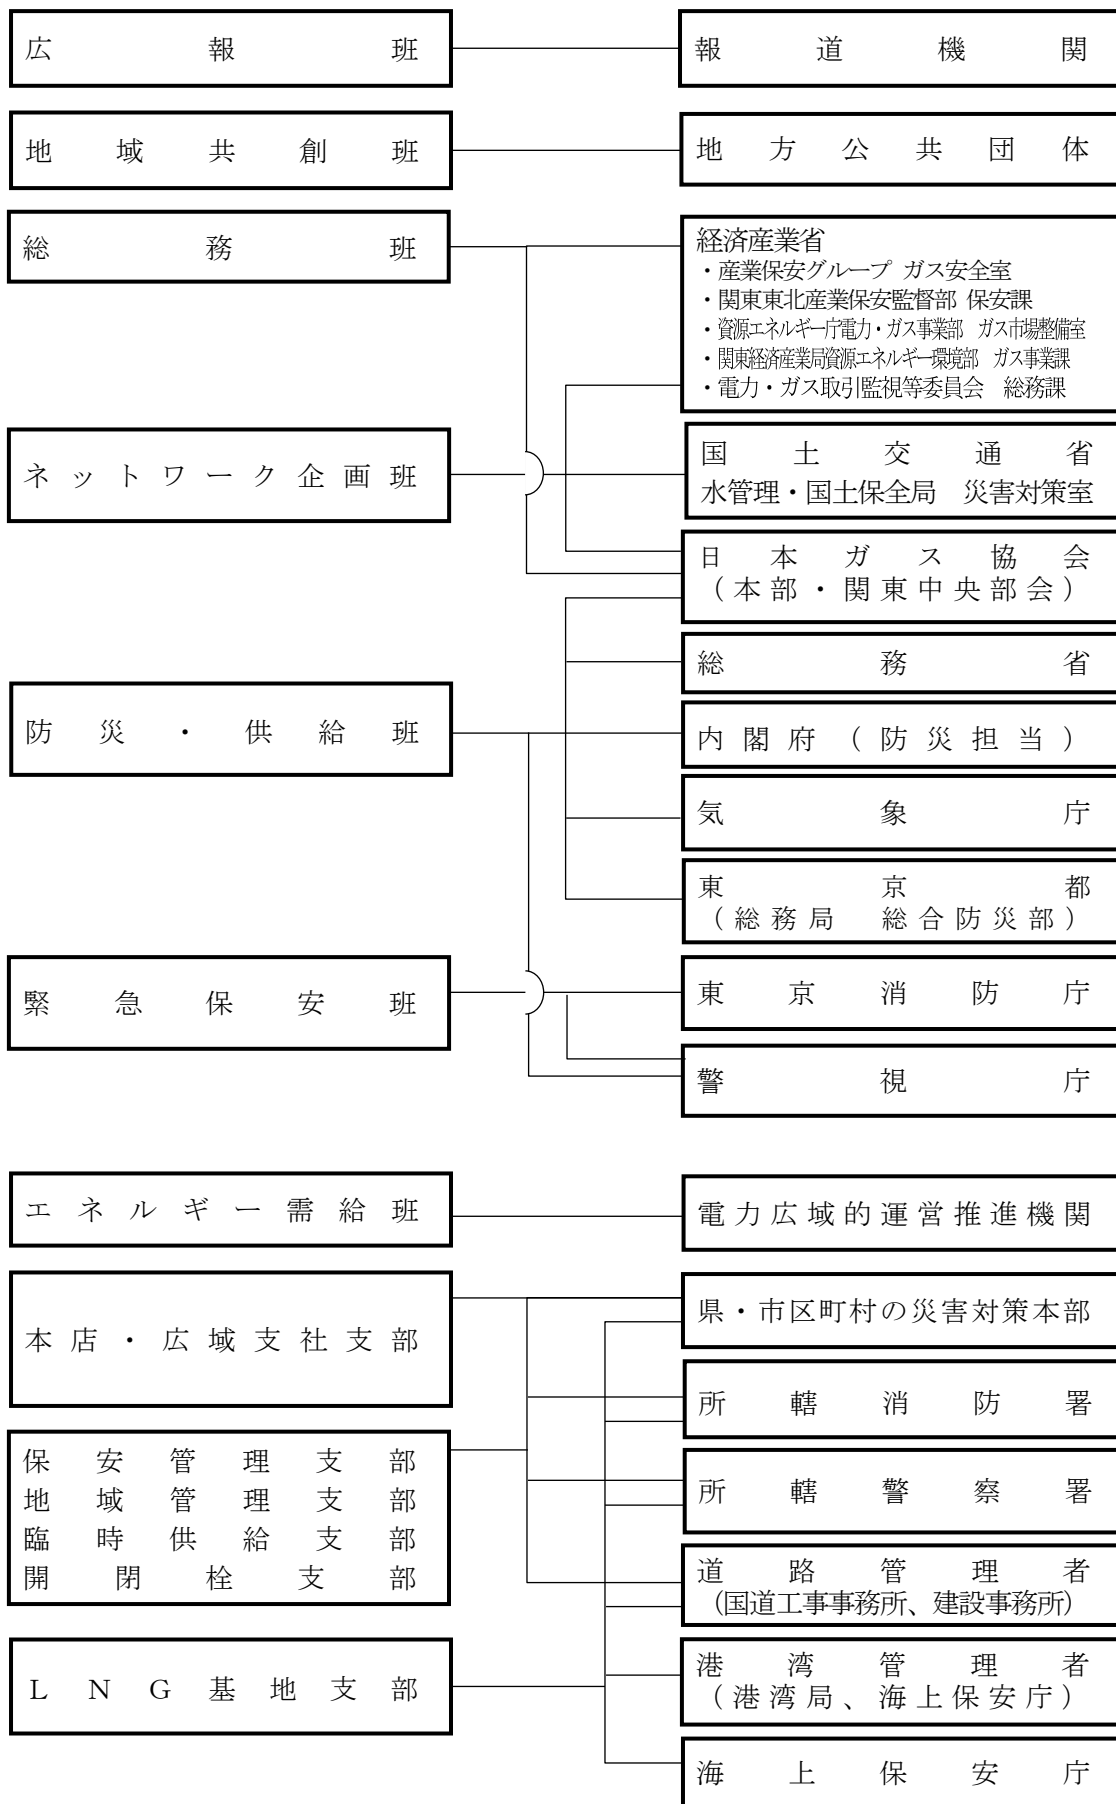 広報班
報道機関
地域共創班
地方公共団体
総務班
経済産業省
・産業保安グループ ガス安全室
・関東東北産業保安監督部 保安課
・資源エネルギー庁電力・ガス事業部 ガス市場整備室
・関東経済産業局資源エネルギー環境部 ガス事業課
・電力・ガス取引監視等委員会 総務課
ネットワーク企画班
国土交通省
水管理・国土保全局 災害対策室
日本ガス協会
(本部・関東中央部会)
総務省
防災・供給班
内閣府(防災担当)
気象庁
東京都
(総務局 総合防災部)
緊急保安班
東京消防庁
警視庁
エネルギー需給班
電力広域的運営推進機関
本店・広域支社支部
県・市区町村の災害対策本部
所轄消防署
保安管理支部
地域管理支部
臨時供給支部
開閉栓支部
所轄警察署
道路管理者
(国道工事事務所、建設事務所)
LNG基地支部
港湾管理者
(港湾局、海上保安庁)
海上保安庁